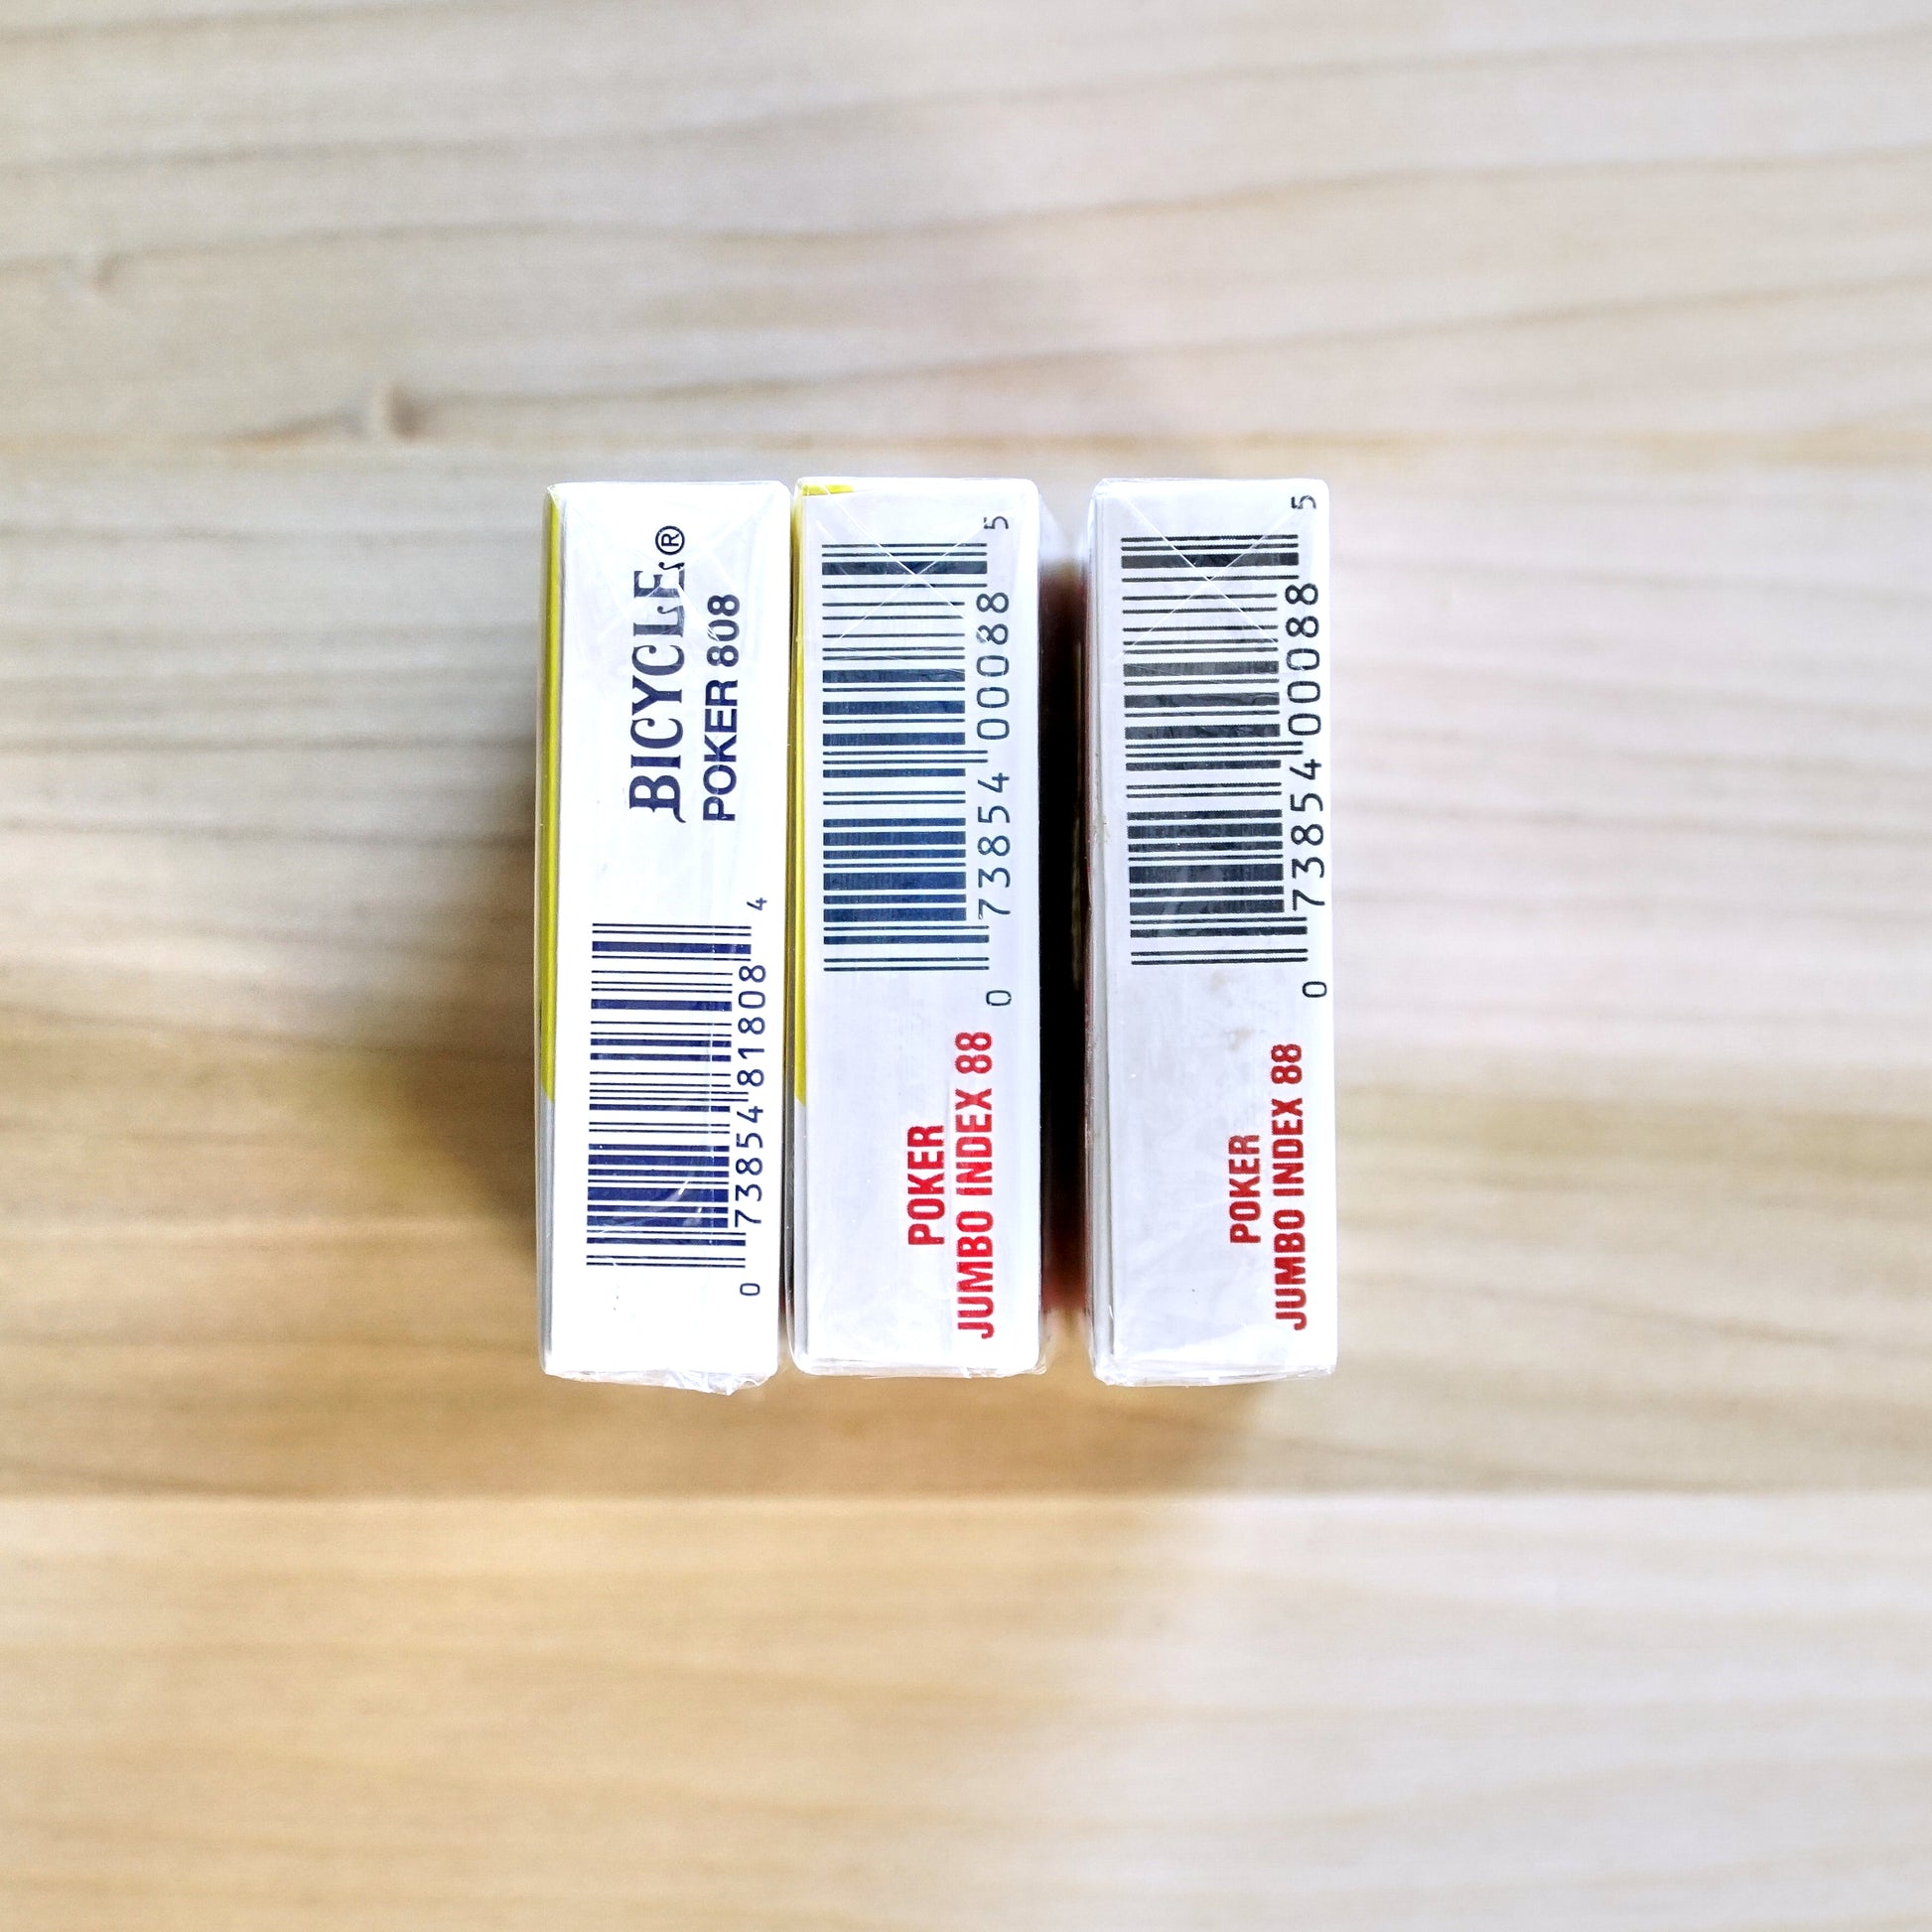 BICYCLE®
POKER 808
0 73854 81808 4
POKER
JUMBO INDEX 88
0 73854 00088 5
POKER
JUMBO INDEX 88
0 73854 00088 5